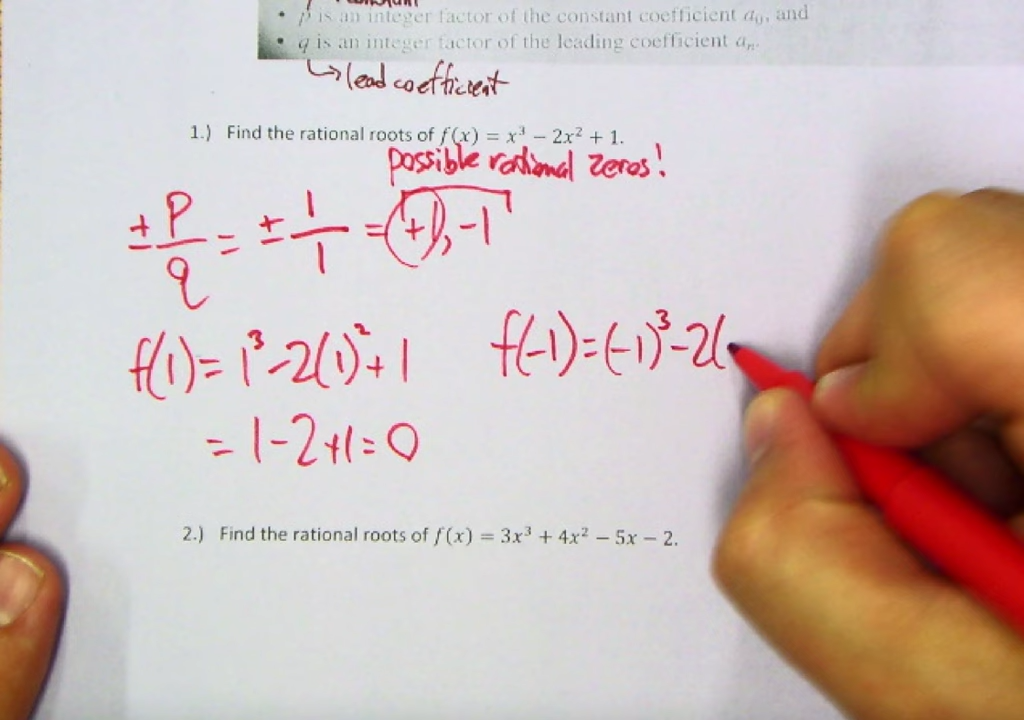 • p is an integer factor of the constant coefficient a₀, and
• q is an integer factor of the leading coefficient aₙ.
↳ lead coefficient
1.) Find the rational roots of f(x) = x³ − 2x² + 1.
possible rational zeros!
± p/q = ± 1/1 = +1, -1
f(1) = 1³ - 2(1)² + 1
f(-1) = (-1)³ - 2(
= 1 - 2 + 1 = 0
2.) Find the rational roots of f(x) = 3x³ + 4x² − 5x − 2.